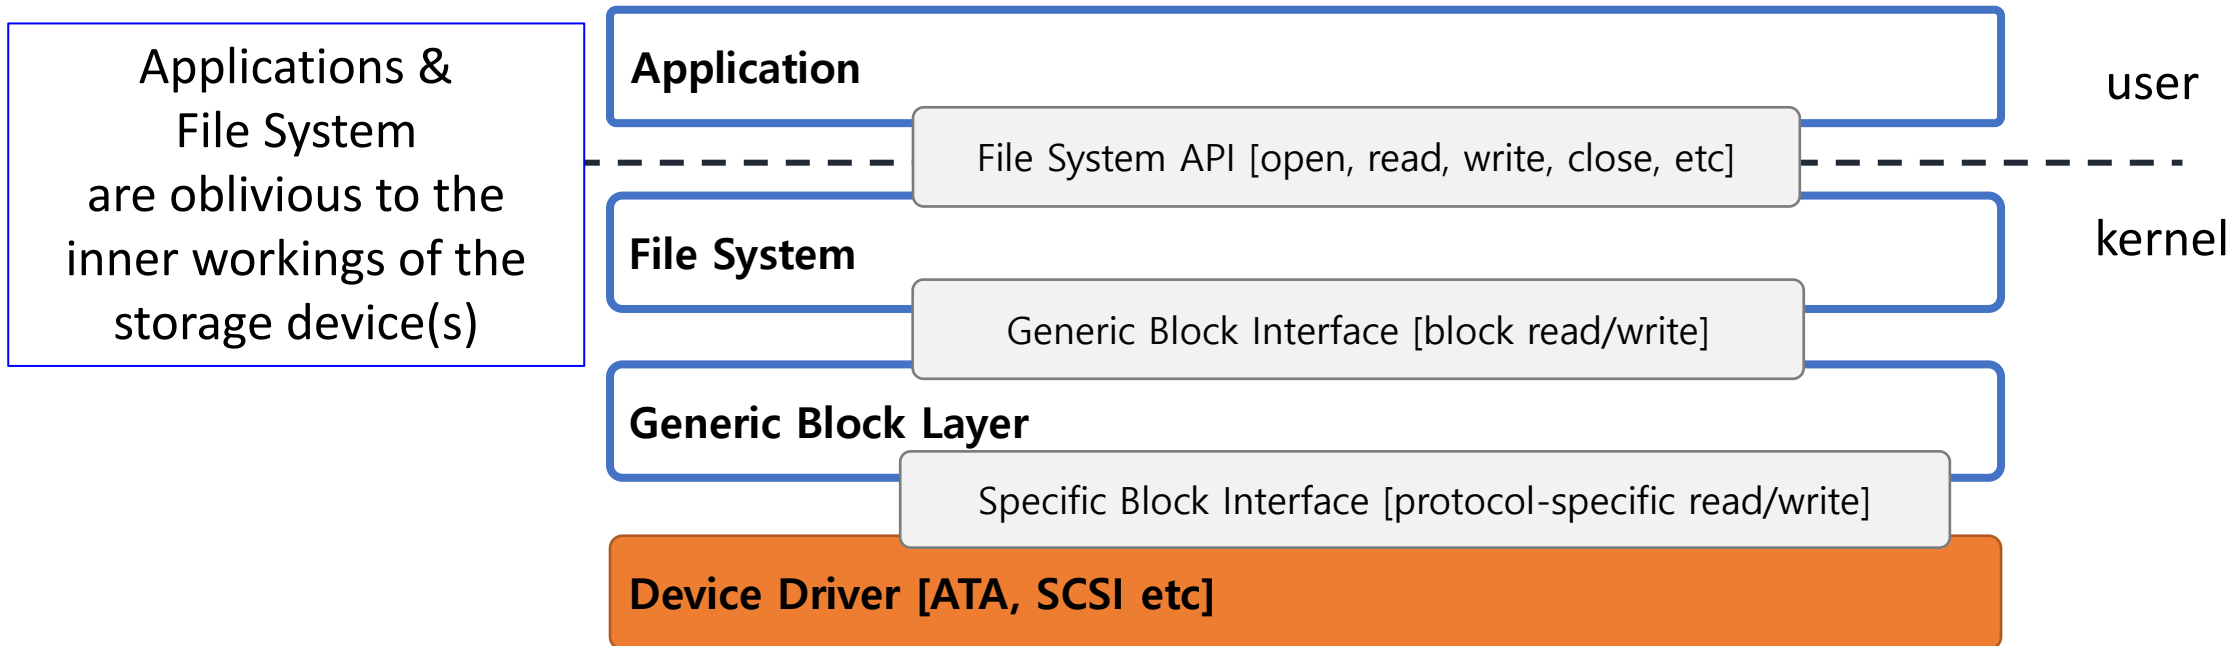 Applications &
File System
are oblivious to the
inner workings of the
storage device(s)
Application
user
File System API [open, read, write, close, etc]
File System
kernel
Generic Block Interface [block read/write]
Generic Block Layer
Specific Block Interface [protocol-specific read/write]
Device Driver [ATA, SCSI etc]